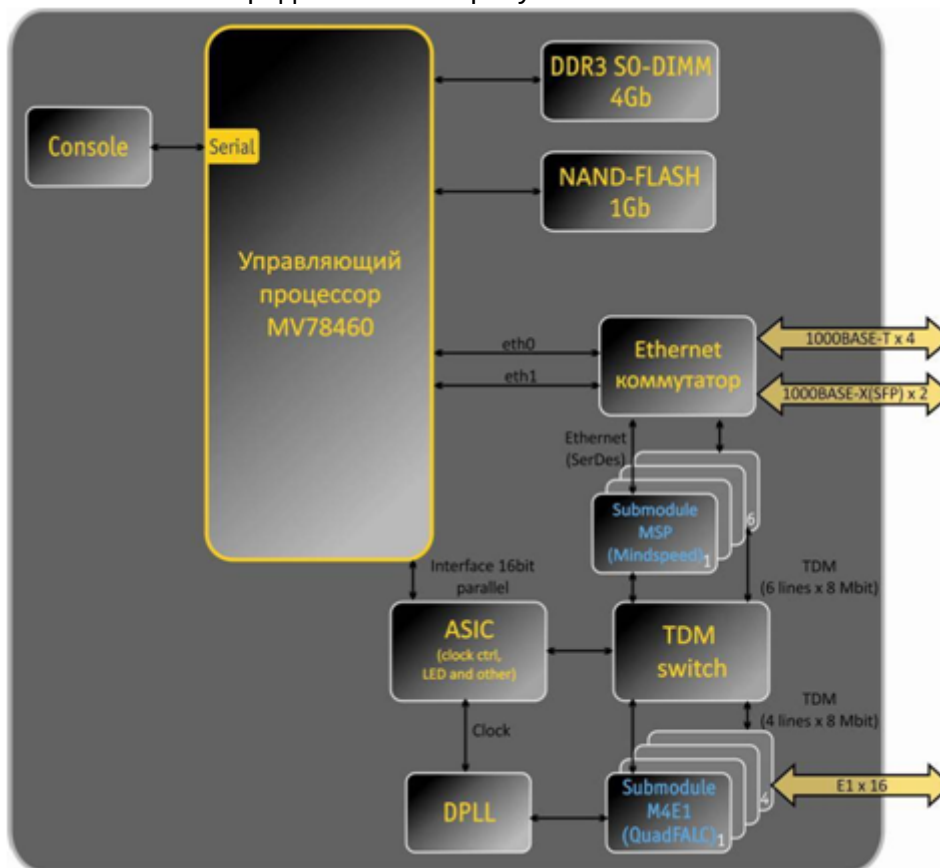 DDR3 SO-DIMM
4Gb
Console
Serial
NAND-FLASH
1Gb
Управляющий
процессор
MV78460
eth0
eth1
Ethernet
коммутатор
1000BASE-T x 4
1000BASE-X(SFP) x 2
Ethernet
(SerDes)
Submodule
MSP
(Mindspeed)
1
6
Interface 16bit
parallel
TDM
(6 lines x 8 Mbit)
ASIC
(clock ctrl,
LED and other)
TDM
switch
TDM
(4 lines x 8 Mbit)
Clock
DPLL
Submodule
M4E1
(QuadFALC)
1
4
E1 x 16